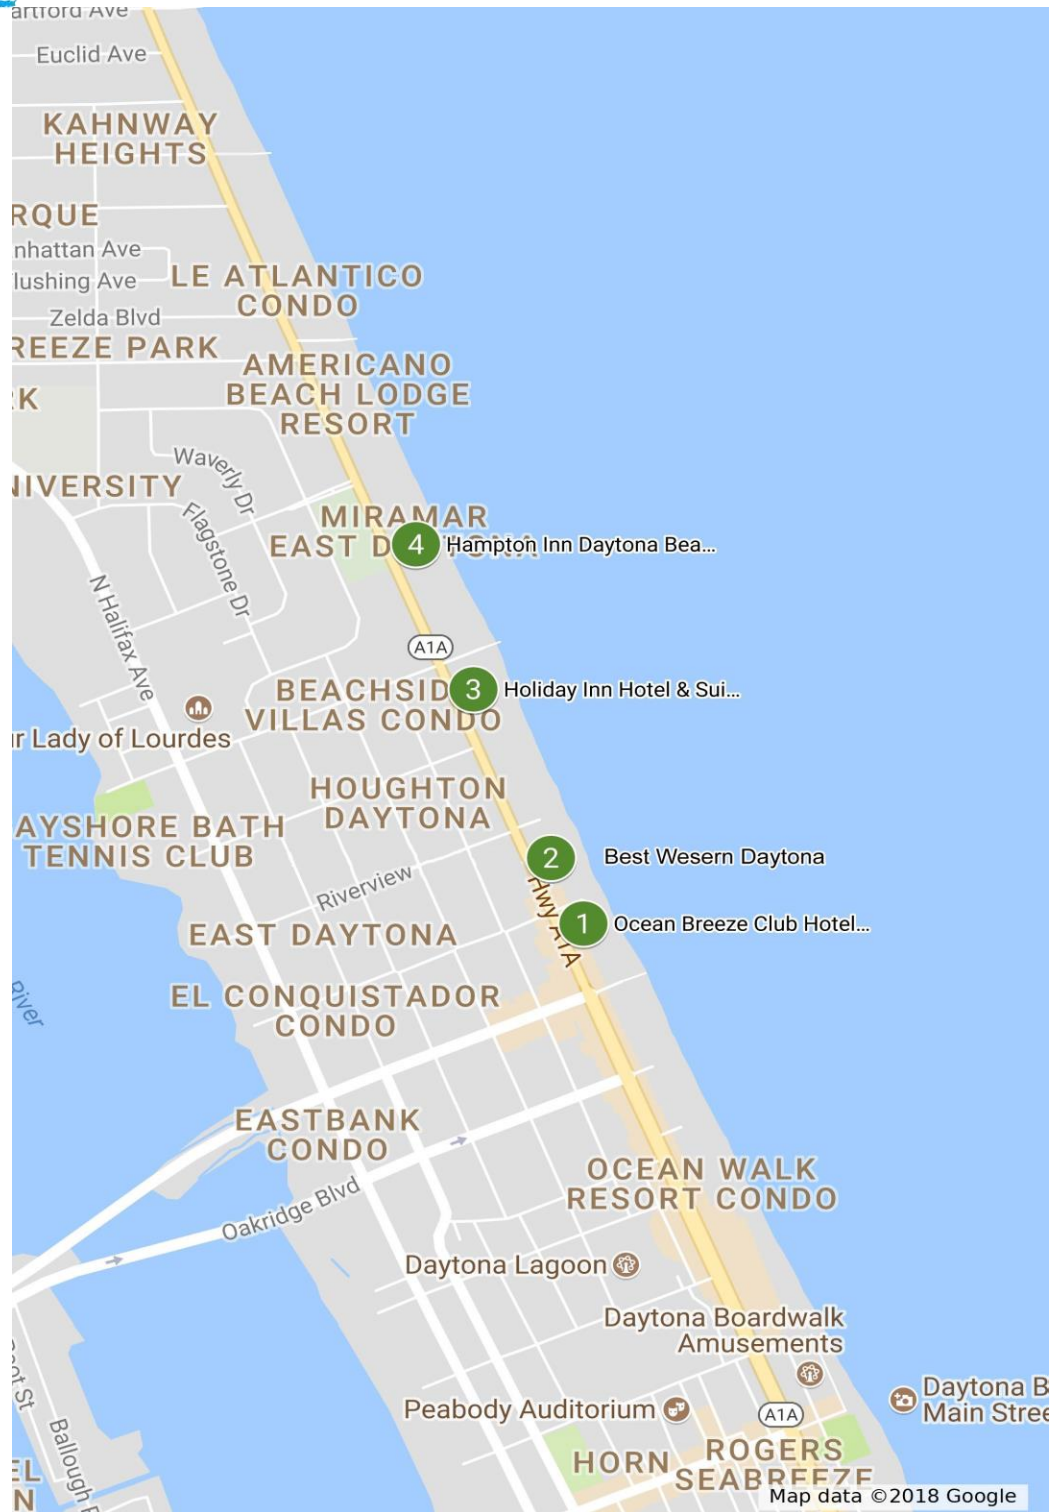 artford Ave
Euclid Ave
KAHNWAY
HEIGHTS
RQUE
nhattan Ave
lushing Ave
LE ATLANTICO
CONDO
Zelda Blvd
REEZE PARK
AMERICANO
BEACH LODGE
RESORT
K
Waverly Dr
NIVERSITY
Flagstone Dr
MIRAMAR
EAST D
4
Hampton Inn Daytona Bea...
N Halifax Ave
A1A
BEACHSID
VILLAS CONDO
3
Holiday Inn Hotel & Sui...
ur Lady of Lourdes
HOUGHTON
DAYTONA
AYSHORE BATH
TENNIS CLUB
2
Best Wesern Daytona
Riverview
Hwy A1A
1
Ocean Breeze Club Hotel...
EAST DAYTONA
River
EL CONQUISTADOR
CONDO
EASTBANK
CONDO
OCEAN WALK
RESORT CONDO
Oakridge Blvd
Daytona Lagoon
Daytona Boardwalk
Amusements
Daytona B
Main Stree
Peabody Auditorium
A1A
Ballough
HORN
ROGERS
SEABREEZE
EL
N
Map data ©2018 Google